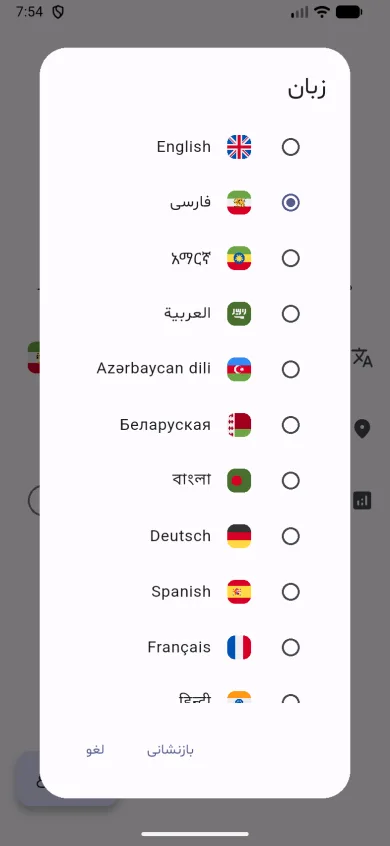 7:54
زبان
English
فارسی
አማርኛ
العربية
Azərbaycan dili
Беларуская
বাংলা
Deutsch
Spanish
Français
हिन्दी
بازنشانی
لغو